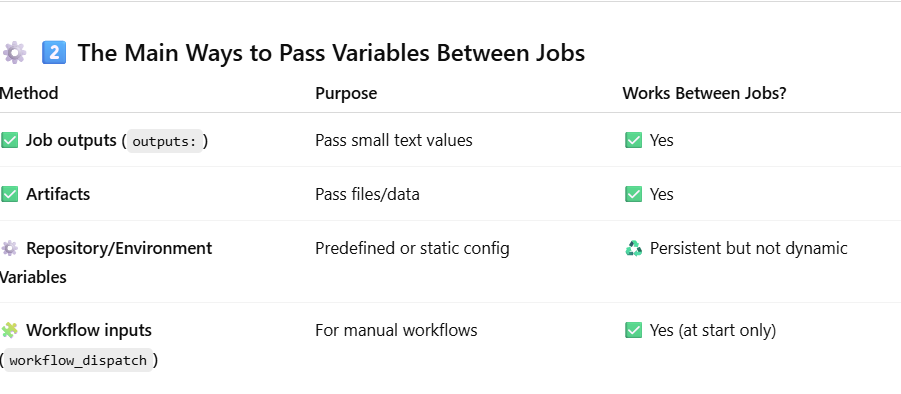 ⚙️ 2️⃣ The Main Ways to Pass Variables Between Jobs
Method Purpose Works Between Jobs?
✅ Job outputs (outputs:) Pass small text values ✅ Yes
✅ Artifacts Pass files/data ✅ Yes
⚙️ Repository/Environment Predefined or static config ♻️ Persistent but not dynamic
Variables
🧩 Workflow inputs For manual workflows ✅ Yes (at start only)
(workflow_dispatch)